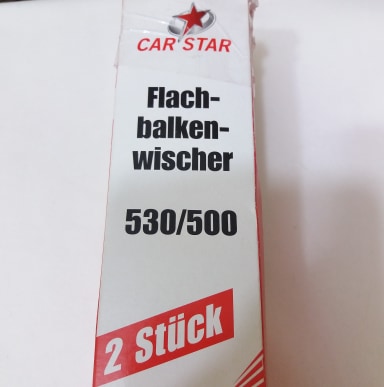 CAR STAR
Flach-
balken-
wischer
530/500
2 Stück